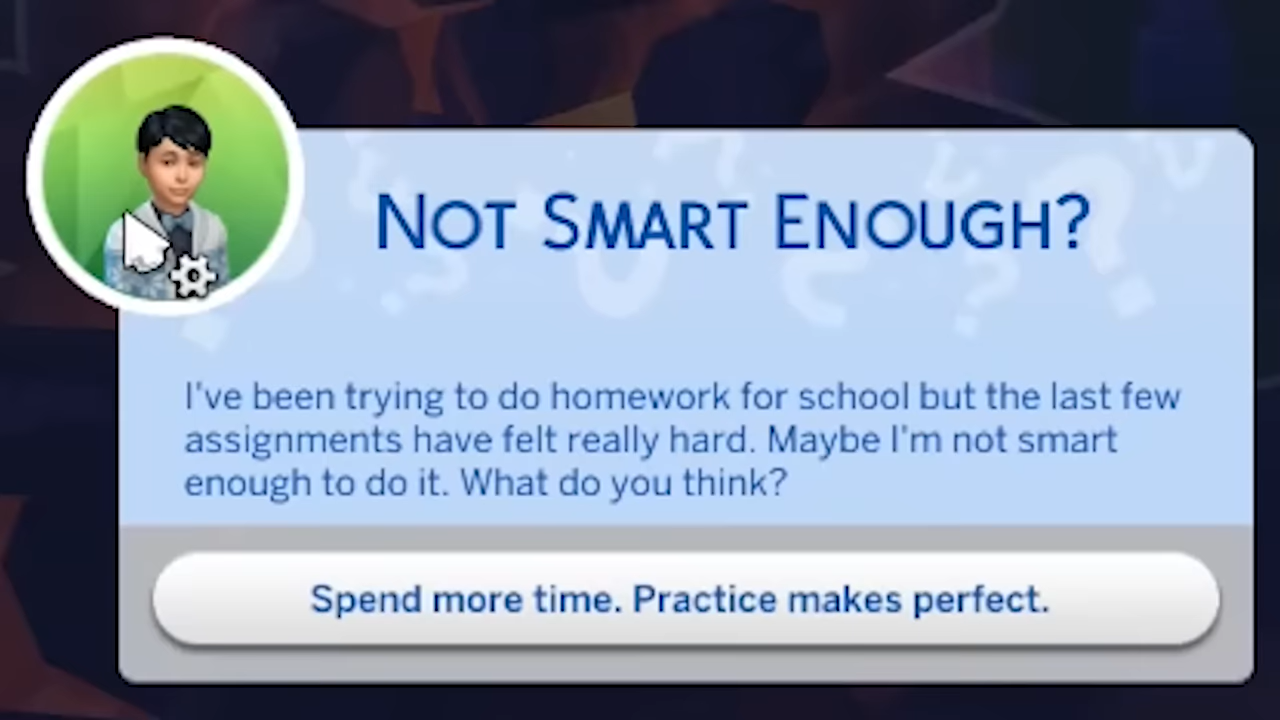 NOT SMART ENOUGH?
I've been trying to do homework for school but the last few
assignments have felt really hard. Maybe I'm not smart
enough to do it. What do you think?
Spend more time. Practice makes perfect.